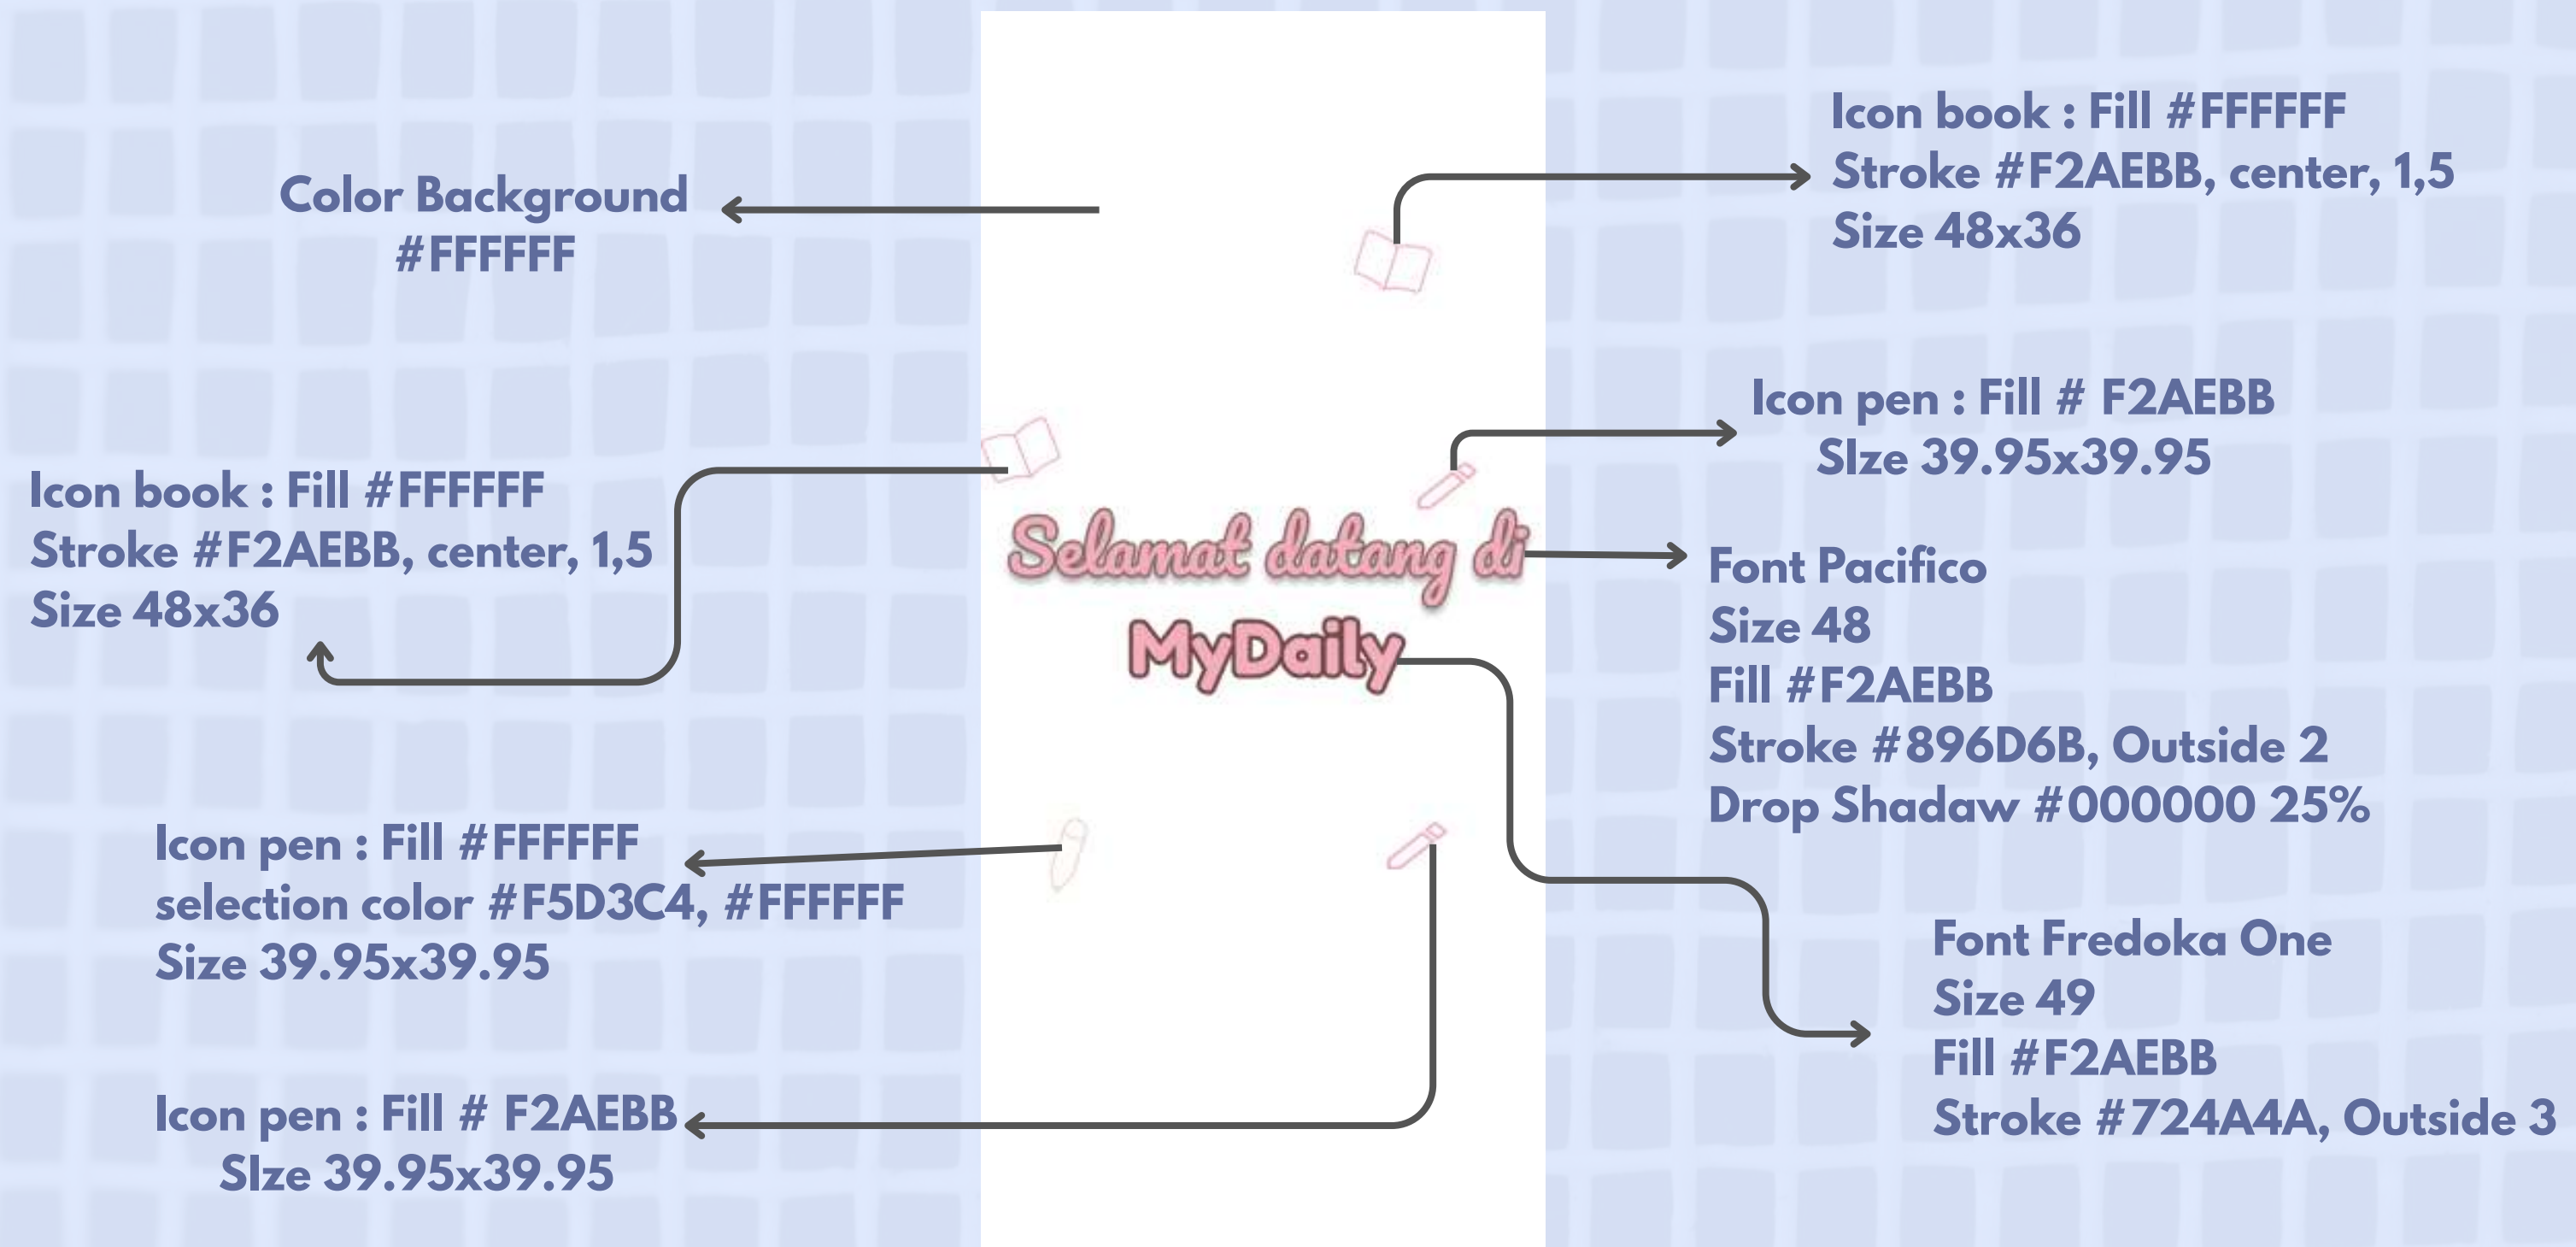 Color Background
#FFFFFF
Icon book : Fill #FFFFFF
Stroke #F2AEBB, center, 1,5
Size 48x36
Icon pen : Fill #FFFFFF
selection color #F5D3C4, #FFFFFF
Size 39.95x39.95
Icon pen : Fill # F2AEBB
SIze 39.95x39.95
Selamat datang di
MyDaily
Icon book : Fill #FFFFFF
Stroke #F2AEBB, center, 1,5
Size 48x36
Icon pen : Fill # F2AEBB
SIze 39.95x39.95
Font Pacifico
Size 48
Fill #F2AEBB
Stroke #896D6B, Outside 2
Drop Shadaw #000000 25%
Font Fredoka One
Size 49
Fill #F2AEBB
Stroke #724A4A, Outside 3